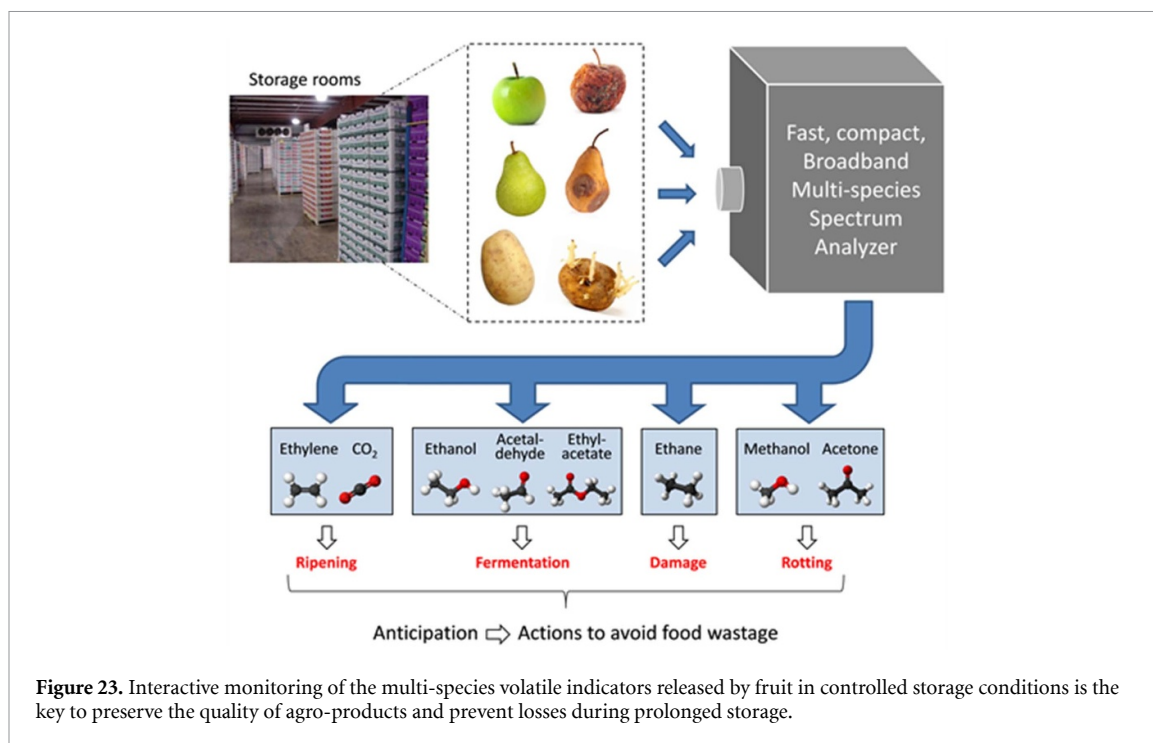 Storage rooms
Fast, compact,
Broadband
Multi-species
Spectrum
Analyzer
Ethylene CO₂
Ethanol
Acetal-
dehyde
Ethyl-
acetate
Ethane
Methanol Acetone
Ripening
Fermentation
Damage
Rotting
Anticipation ⇨ Actions to avoid food wastage
Figure 23. Interactive monitoring of the multi-species volatile indicators released by fruit in controlled storage conditions is the
key to preserve the quality of agro-products and prevent losses during prolonged storage.